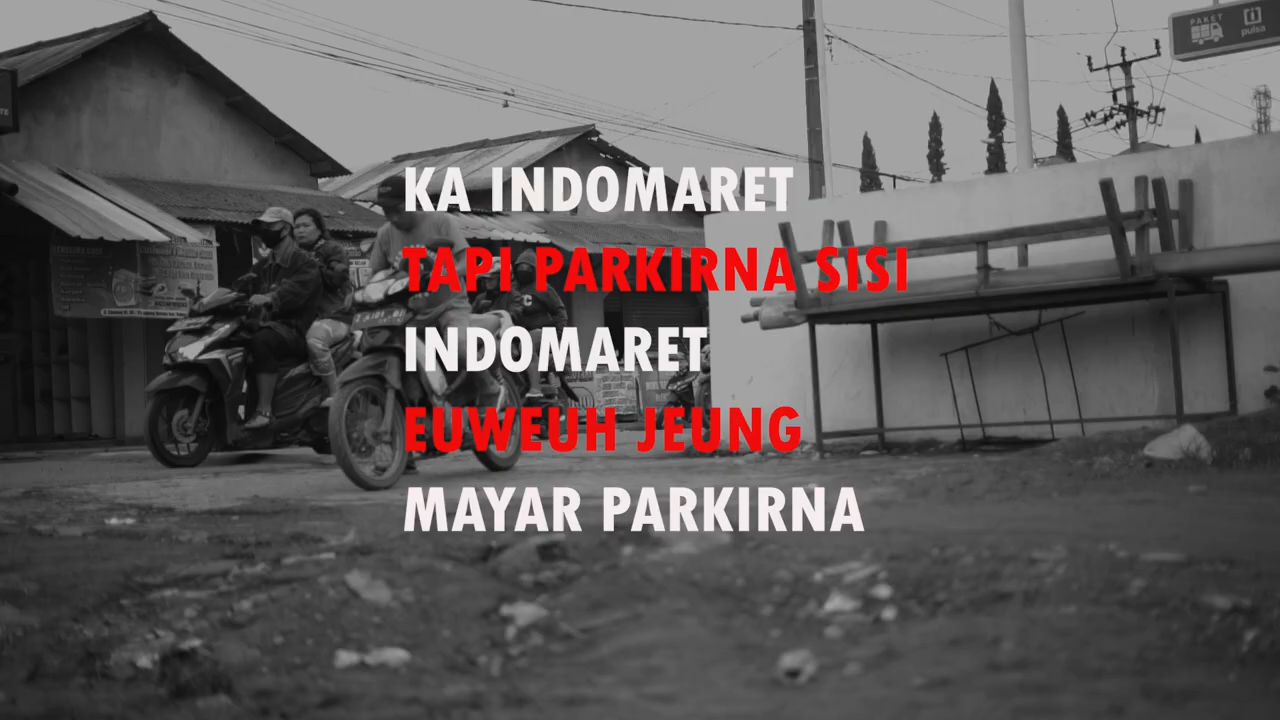 KA INDOMARET
TAPI PARKIRNA SISI
INDOMARET
EUWEUH JEUNG
MAYAR PARKIRNA
PAKET
pulsa